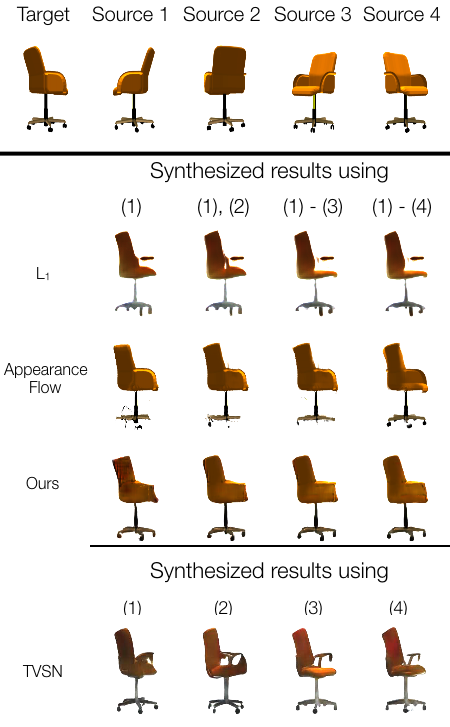 Target Source 1 Source 2 Source 3 Source 4
Synthesized results using
(1) (1), (2) (1) - (3) (1) - (4)
L₁
Appearance
Flow
Ours
Synthesized results using
(1) (2) (3) (4)
TVSN